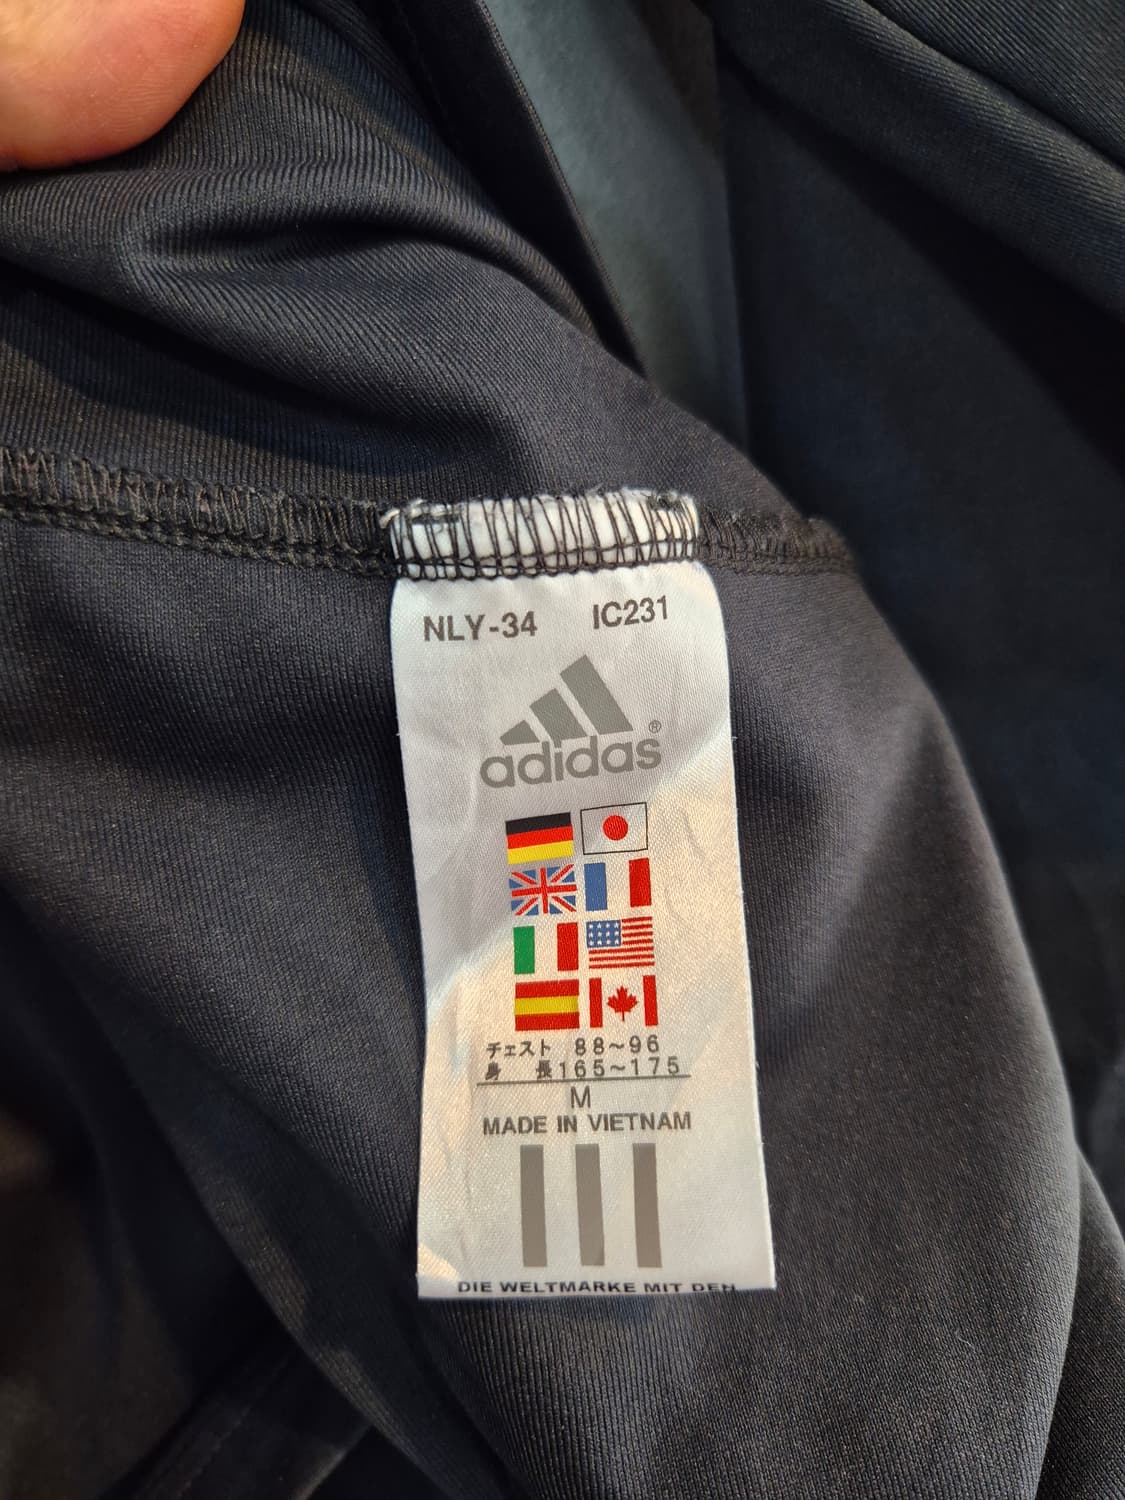 NLY-34 IC231
adidas®
チェスト 88~96
身 長165~175
M
MADE IN VIETNAM
DIE WELTMARKE MIT DEN